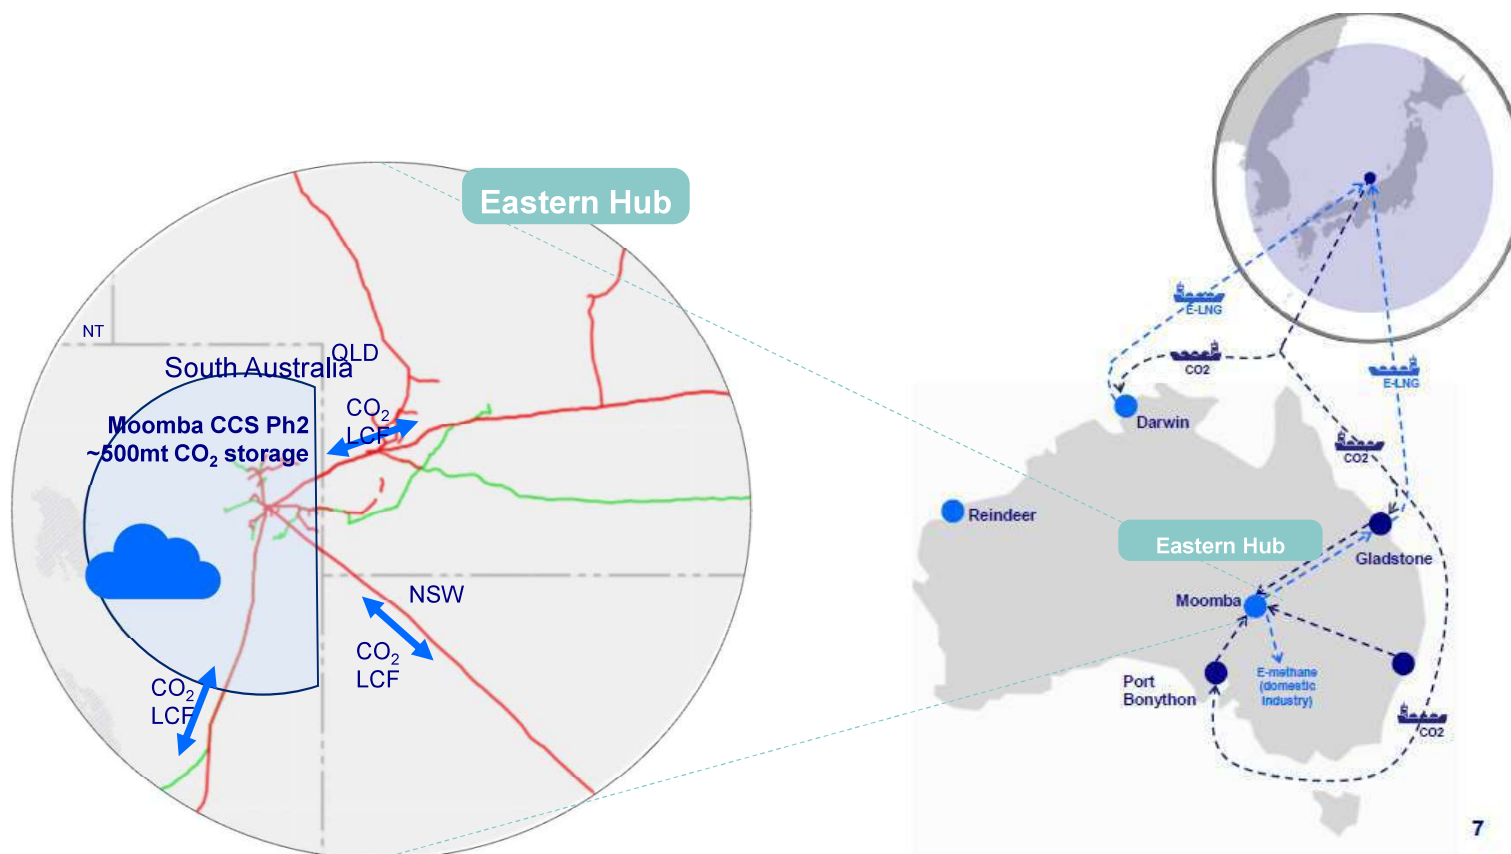 Eastern Hub
NT
QLD
South Australia
Moomba CCS Ph2
~500mt CO₂ storage
CO₂
LCF
NSW
CO₂
LCF
CO₂
LCF
E-LNG
CO2
E-LNG
Darwin
CO2
Reindeer
Eastern Hub
Gladstone
Moomba
Port
Bonython
E-methane
(domestic
industry)
CO2
7